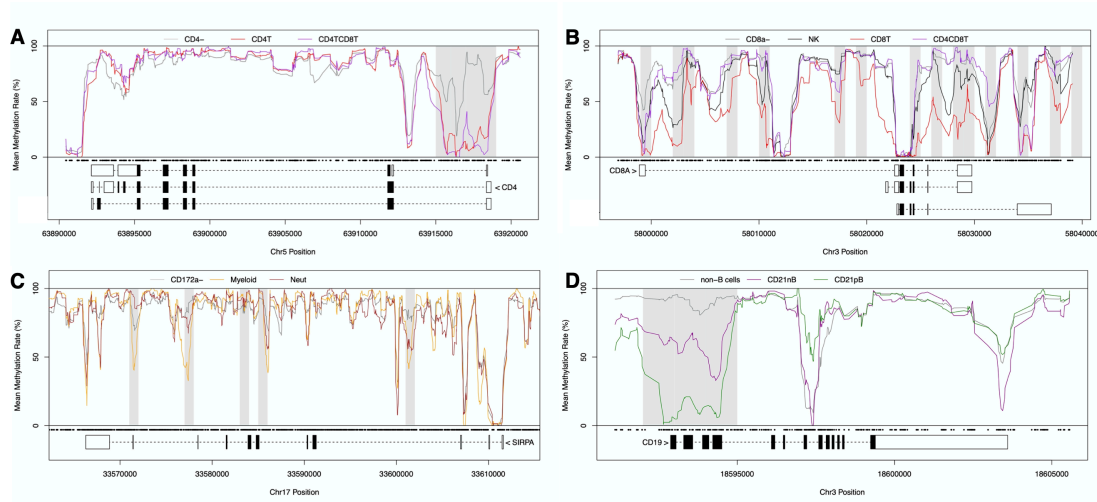 A
CD4− CD4T CD4TCD8T
Mean Methylation Rate (%)
100
50
0
< CD4
63890000 63895000 63900000 63905000 63910000 63915000 63920000
Chr5 Position
B
CD8a− NK CD8T CD4CD8T
Mean Methylation Rate (%)
100
50
0
CD8A >
58000000 58010000 58020000 58030000 5804000
Chr3 Position
C
CD172a− Myeloid Neut
Mean Methylation Rate (%)
100
50
0
< SIRPA
33570000 33580000 33590000 33600000 33610000
Chr17 Position
D
non−B cells CD21nB CD21pB
Mean Methylation Rate (%)
100
50
0
CD19 >
18595000 18600000 18605000
Chr3 Position